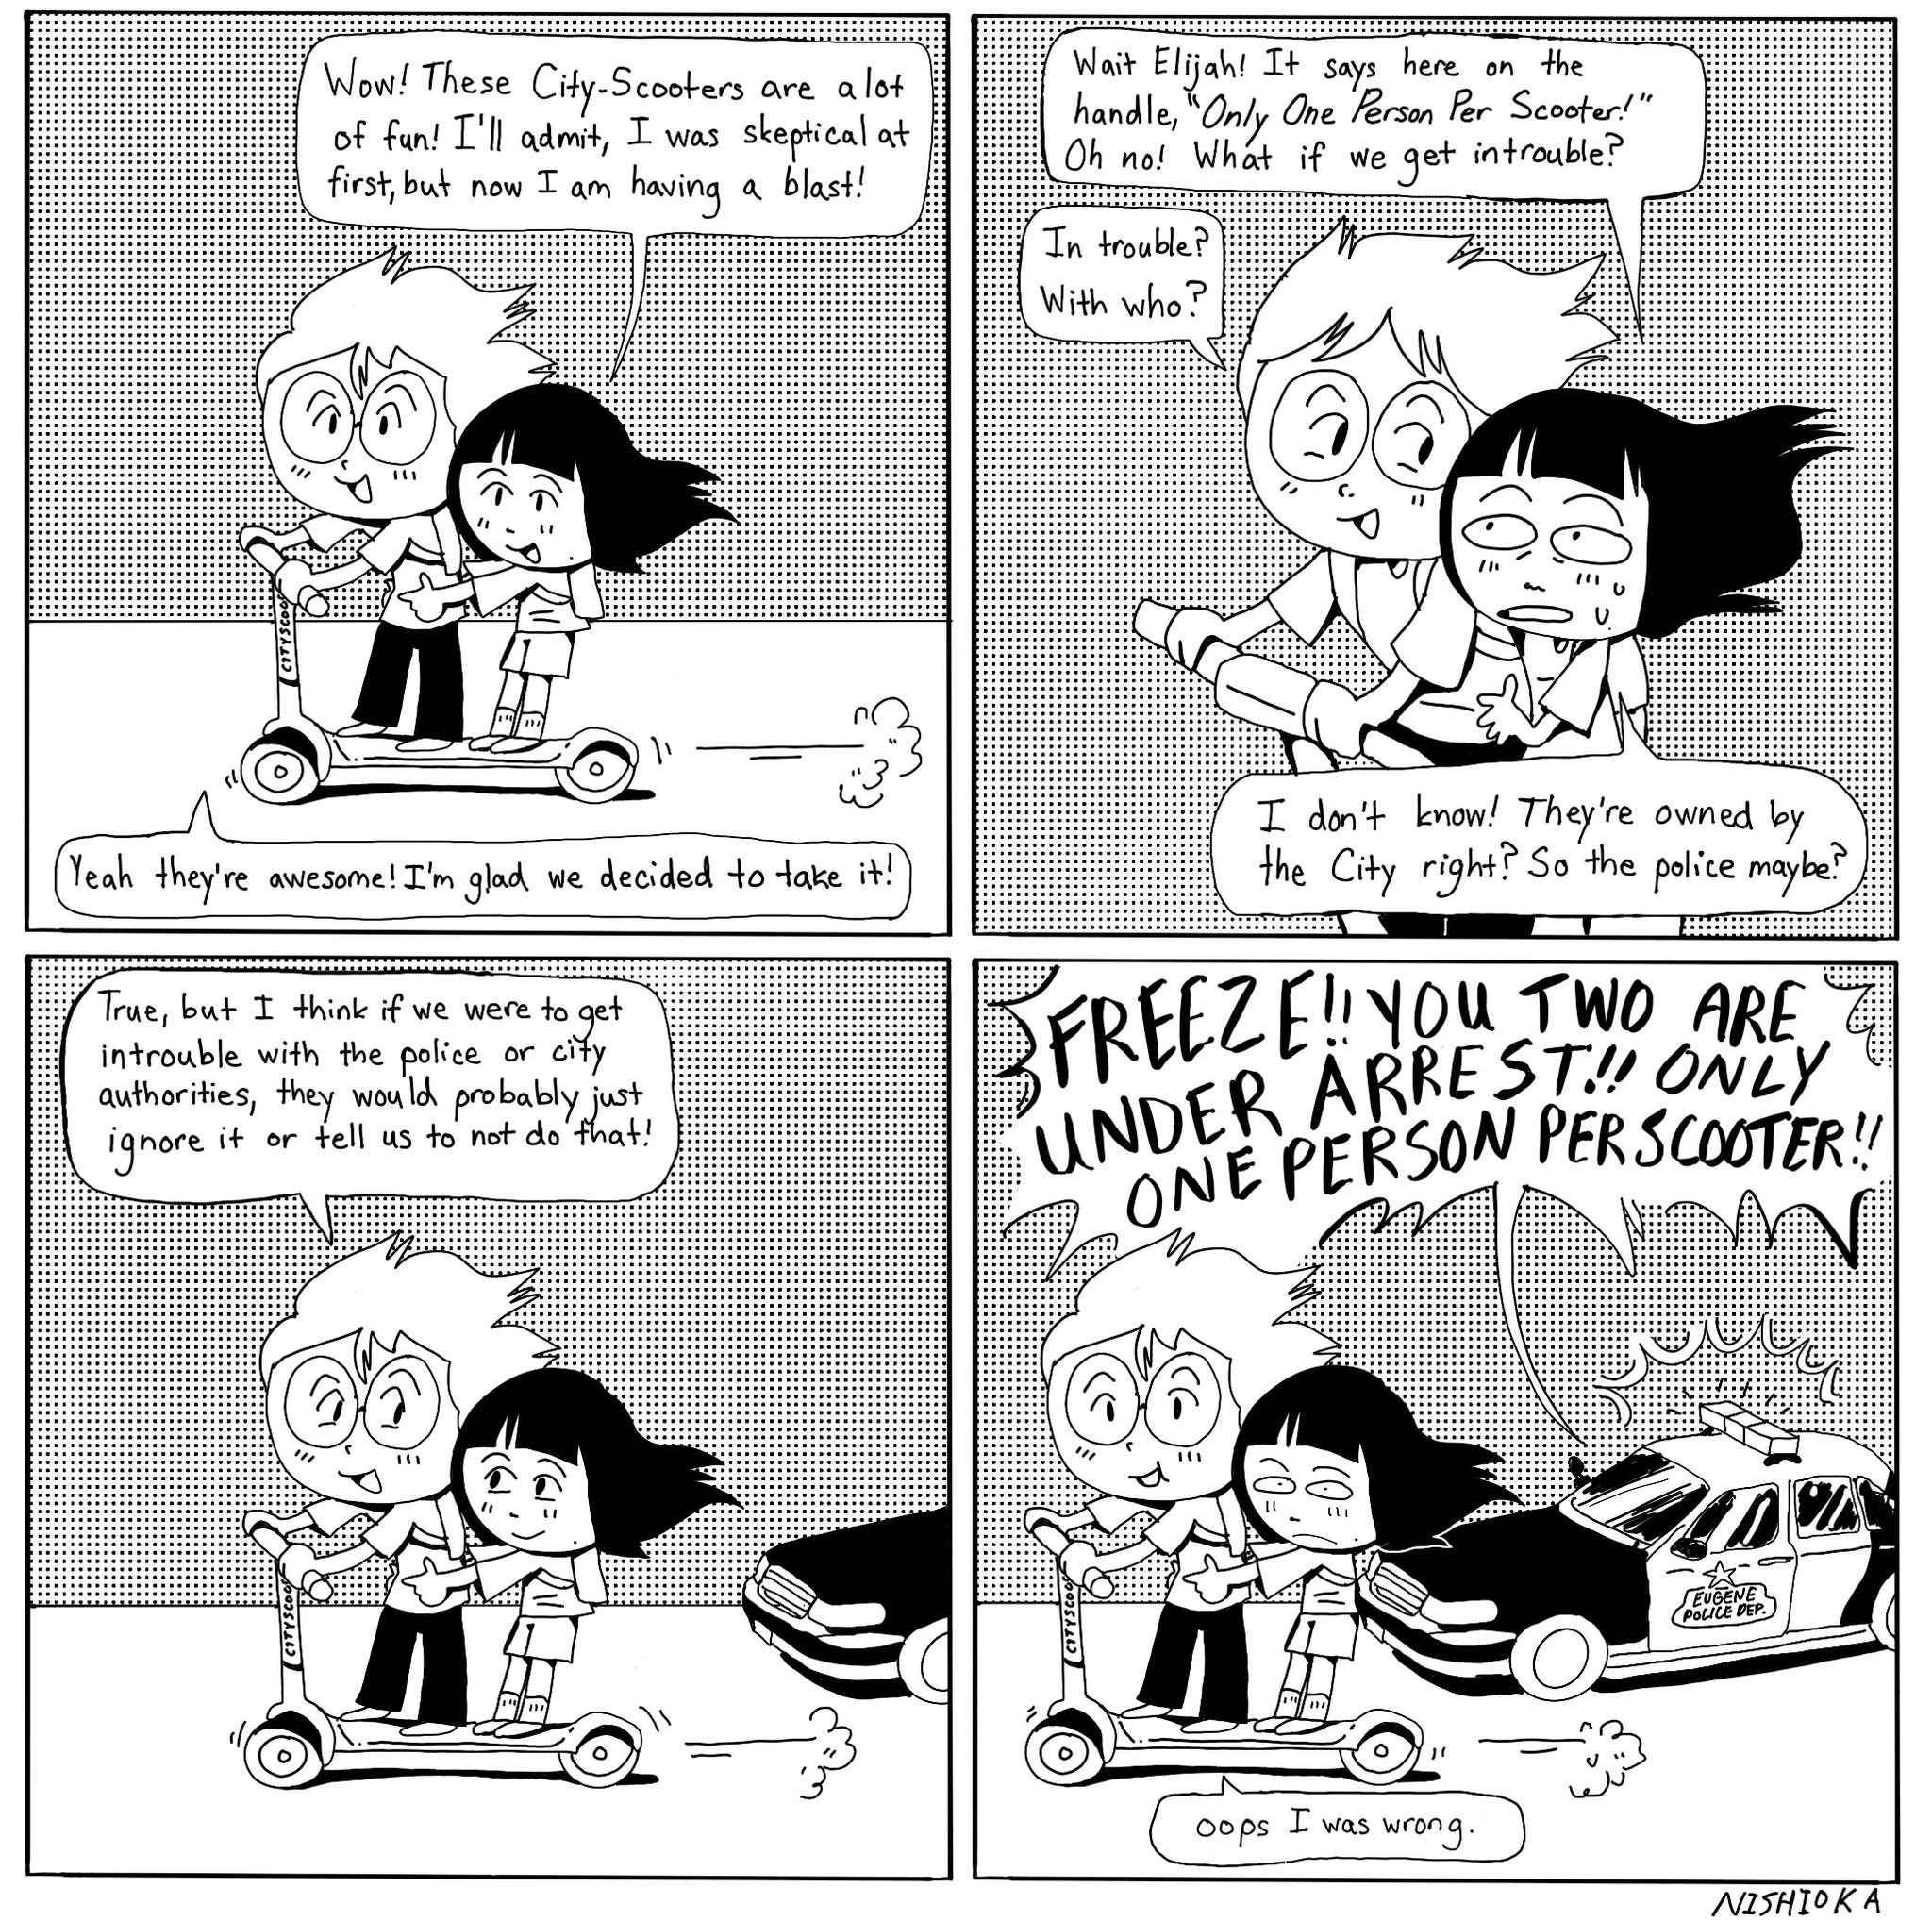 Wow! These City-Scooters are a lot
of fun! I'll admit, I was skeptical at
first, but now I am having a blast!
CITYSCOO
Yeah they're awesome! I'm glad we decided to take it!
Wait Elijah! It says here on the
handle, "Only One Person Per Scooter!"
Oh no! What if we get introuble?
In trouble?
With who?
I don't know! They're owned by
the City right? So the police maybe?
True, but I think if we were to get
introuble with the police or city
authorities, they would probably just
ignore it or tell us to not do that!
CITYSCOO
FREEZE!! YOU TWO ARE
UNDER ARREST!! ONLY
ONE PERSON PER SCOOTER!!
CITYSCOO
EUGENE
POLICE DEP.
oops I was wrong.
NISHIOKA